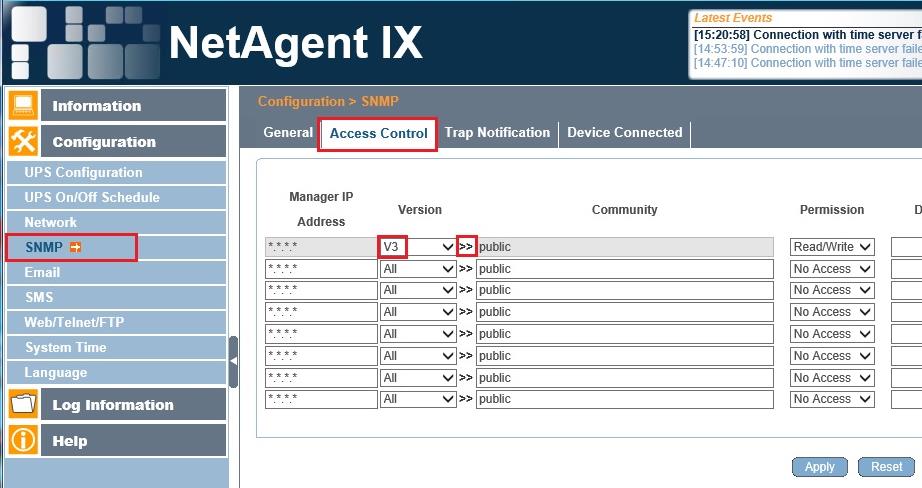 NetAgent IX
Latest Events
[15:20:58] Connection with time server faile
[14:53:59] Connection with time server faile
[14:47:10] Connection with time server faile
Information
Configuration
UPS Configuration
UPS On/Off Schedule
Network
SNMP
Email
SMS
Web/Telnet/FTP
System Time
Language
Log Information
Help
Configuration > SNMP
General Access Control Trap Notification Device Connected
Manager IP Address Version Community Permission D
*.*.*.* V3 >> public Read/Write
*.*.*.* All >> public No Access
*.*.*.* All >> public No Access
*.*.*.* All >> public No Access
*.*.*.* All >> public No Access
*.*.*.* All >> public No Access
*.*.*.* All >> public No Access
*.*.*.* All >> public No Access
Apply Reset